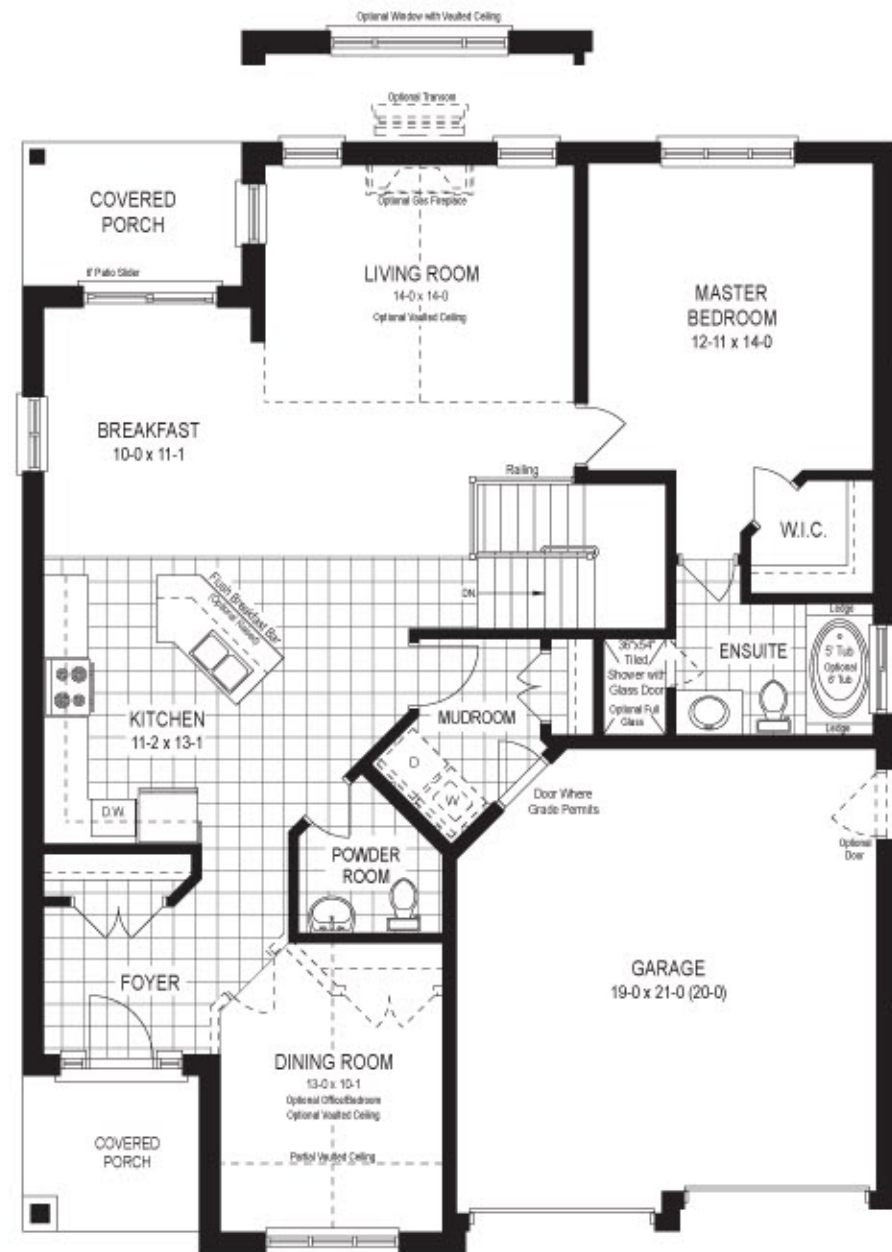 Optional Window with Vaulted Ceiling
Optional Transom
COVERED
PORCH
Optional Gas Fireplace
6' Patio Slider
LIVING ROOM
14-0 x 14-0
Optional Vaulted Ceiling
MASTER
BEDROOM
12-11 x 14-0
BREAKFAST
10-0 x 11-1
Railing
W.I.C.
DN.
Flush Breakfast Bar
(Optional Raised)
36"x54"
Tiled
Shower with
Glass Door
Optional Full
Glass
ENSUITE
Ledge
5' Tub
Optional
6' Tub
Ledge
KITCHEN
11-2 x 13-1
MUDROOM
D
W
D.W.
Door Where
Grade Permits
Optional
Door
POWDER
ROOM
FOYER
GARAGE
19-0 x 21-0 (20-0)
DINING ROOM
13-0 x 10-1
Optional Office/Bedroom
Optional Vaulted Ceiling
Partial Vaulted Ceiling
COVERED
PORCH